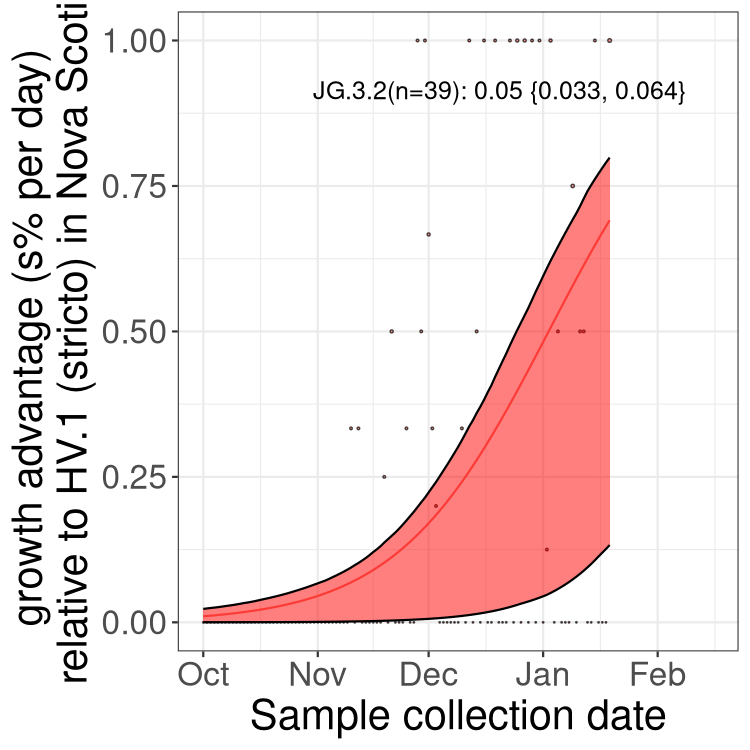 growth advantage (s% per day)
relative to HV.1 (stricto) in Nova Scoti
1.00
0.75
0.50
0.25
0.00
JG.3.2(n=39): 0.05 {0.033, 0.064}
Oct Nov Dec Jan Feb
Sample collection date